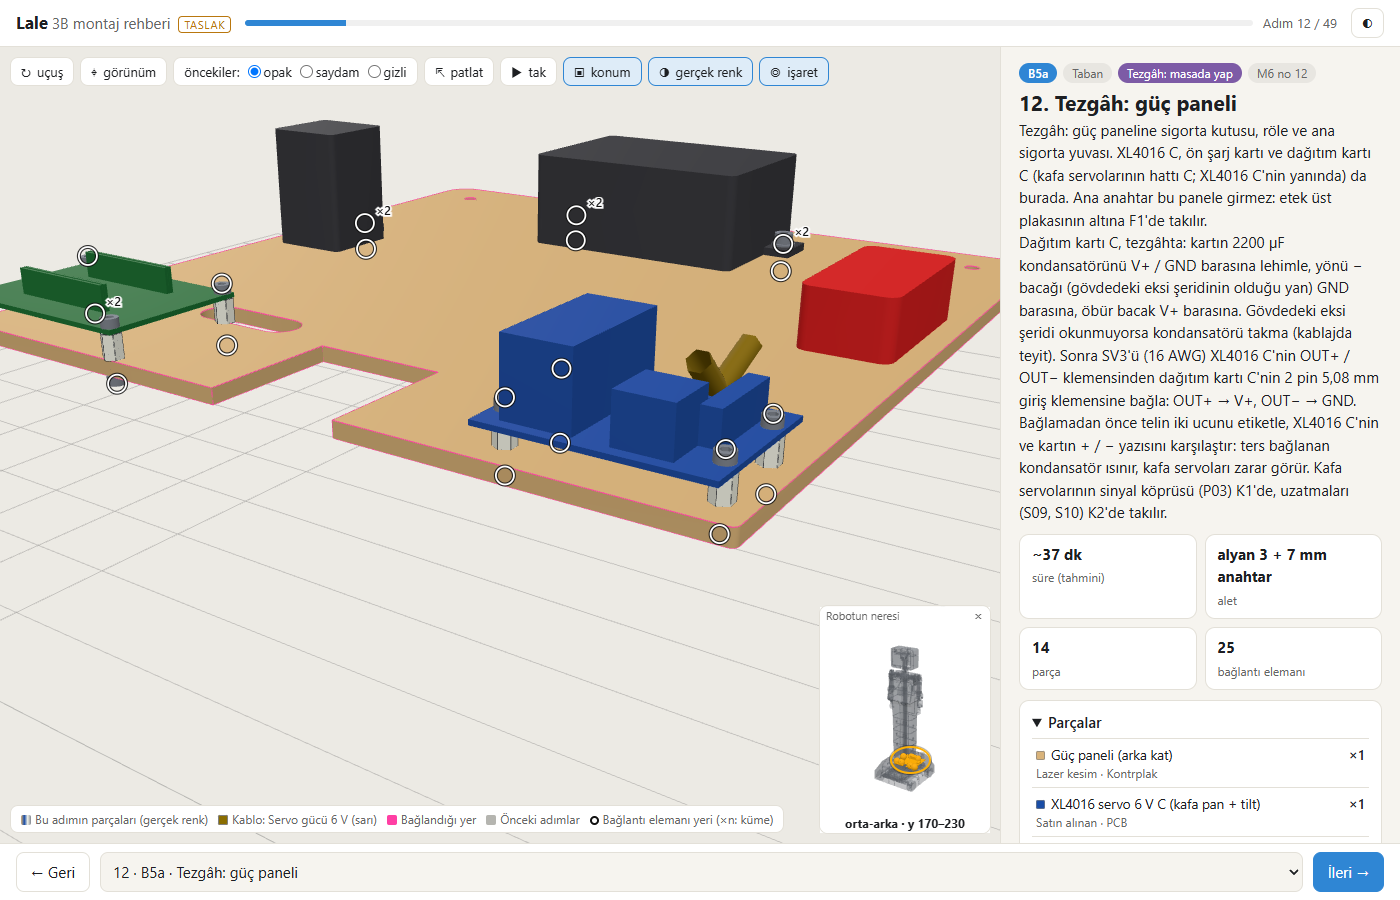 Lale 3B montaj rehberi TASLAK
Adım 12 / 49
↻ uçuş
⌖ görünüm
öncekiler: opak saydam gizli
⇱ patlat
▶ tak
▣ konum
◑ gerçek renk
◎ işaret
×2
×2
×2
×2
Robotun neresi ×
orta-arka · y 170–230
Bu adımın parçaları (gerçek renk)
Kablo: Servo gücü 6 V (sarı)
Bağlandığı yer
Önceki adımlar
Bağlantı elemanı yeri (×n: küme)
B5a Taban Tezgâh: masada yap M6 no 12
12. Tezgâh: güç paneli
Tezgâh: güç paneline sigorta kutusu, röle ve ana
sigorta yuvası. XL4016 C, ön şarj kartı ve dağıtım kartı
C (kafa servolarının hattı C; XL4016 C'nin yanında) da
burada. Ana anahtar bu panele girmez: etek üst
plakasının altına F1'de takılır.
Dağıtım kartı C, tezgâhta: kartın 2200 µF
kondansatörünü V+ / GND barasına lehimle, yönü −
bacağı (gövdedeki eksi şeridinin olduğu yan) GND
barasına, öbür bacak V+ barasına. Gövdedeki eksi
şeridi okunmuyorsa kondansatörü takma (kablajda
teyit). Sonra SV3'ü (16 AWG) XL4016 C'nin OUT+ /
OUT− klemensinden dağıtım kartı C'nin 2 pin 5,08 mm
giriş klemensine bağla: OUT+ → V+, OUT− → GND.
Bağlamadan önce telin iki ucunu etiketle, XL4016 C'nin
ve kartın + / − yazısını karşılaştır: ters bağlanan
kondansatör ısınır, kafa servoları zarar görür. Kafa
servolarının sinyal köprüsü (P03) K1'de, uzatmaları
(S09, S10) K2'de takılır.
~37 dk
süre (tahmini)
alyan 3 + 7 mm
anahtar
alet
14
parça
25
bağlantı elemanı
▼ Parçalar
Güç paneli (arka kat) ×1
Lazer kesim · Kontrplak
XL4016 servo 6 V C (kafa pan + tilt) ×1
Satın alınan · PCB
← Geri
12 · B5a · Tezgâh: güç paneli
İleri →